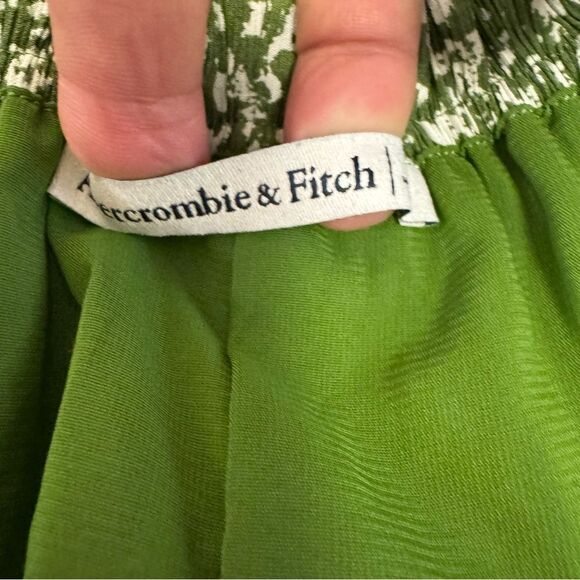 Abercrombie & Fitch |